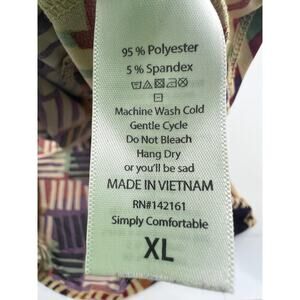 95 % Polyester
5 % Spandex
Machine Wash Cold
Gentle Cycle
Do Not Bleach
Hang Dry
or you'll be sad
MADE IN VIETNAM
RN#142161
Simply Comfortable
XL